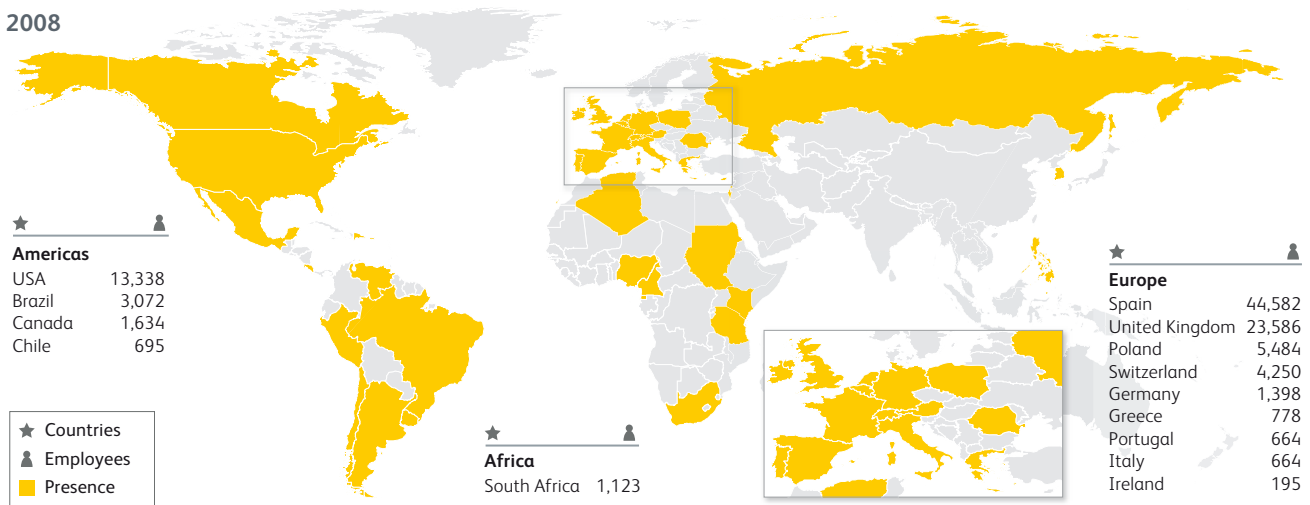 2008
Americas
USA 13,338
Brazil 3,072
Canada 1,634
Chile 695
Countries
Employees
Presence
Africa
South Africa 1,123
Europe
Spain 44,582
United Kingdom 23,586
Poland 5,484
Switzerland 4,250
Germany 1,398
Greece 778
Portugal 664
Italy 664
Ireland 195